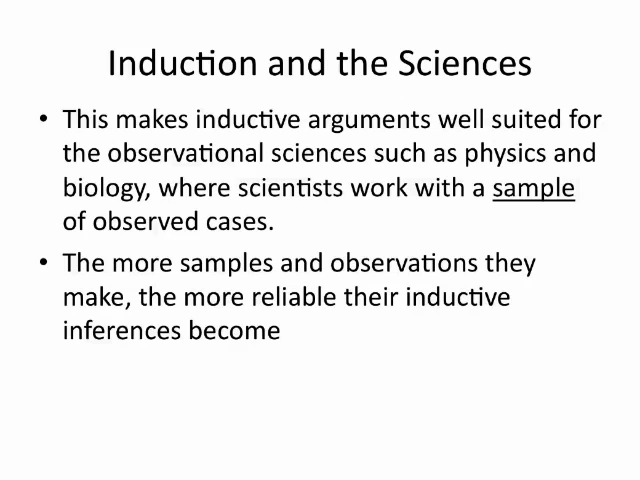 Induction and the Sciences
• This makes inductive arguments well suited for
the observational sciences such as physics and
biology, where scientists work with a sample
of observed cases.
• The more samples and observations they
make, the more reliable their inductive
inferences become